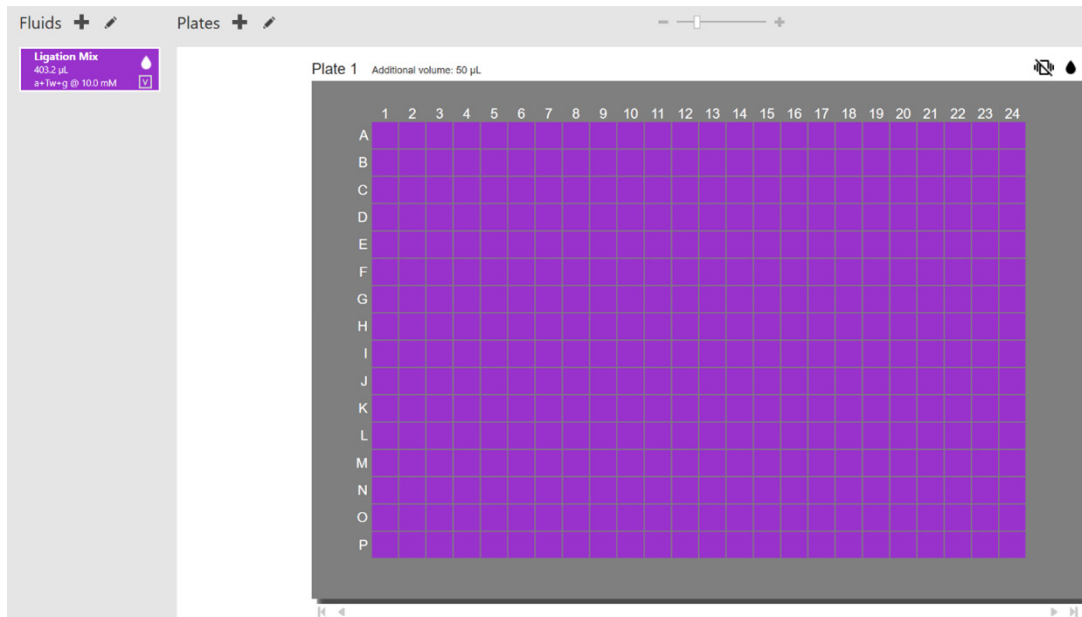 Fluids
Plates
Ligation Mix
403.2 µL
a+Tw+g @ 10.0 mM
V
Plate 1 Additional volume: 50 µL
1 2 3 4 5 6 7 8 9 10 11 12 13 14 15 16 17 18 19 20 21 22 23 24
A
B
C
D
E
F
G
H
I
J
K
L
M
N
O
P